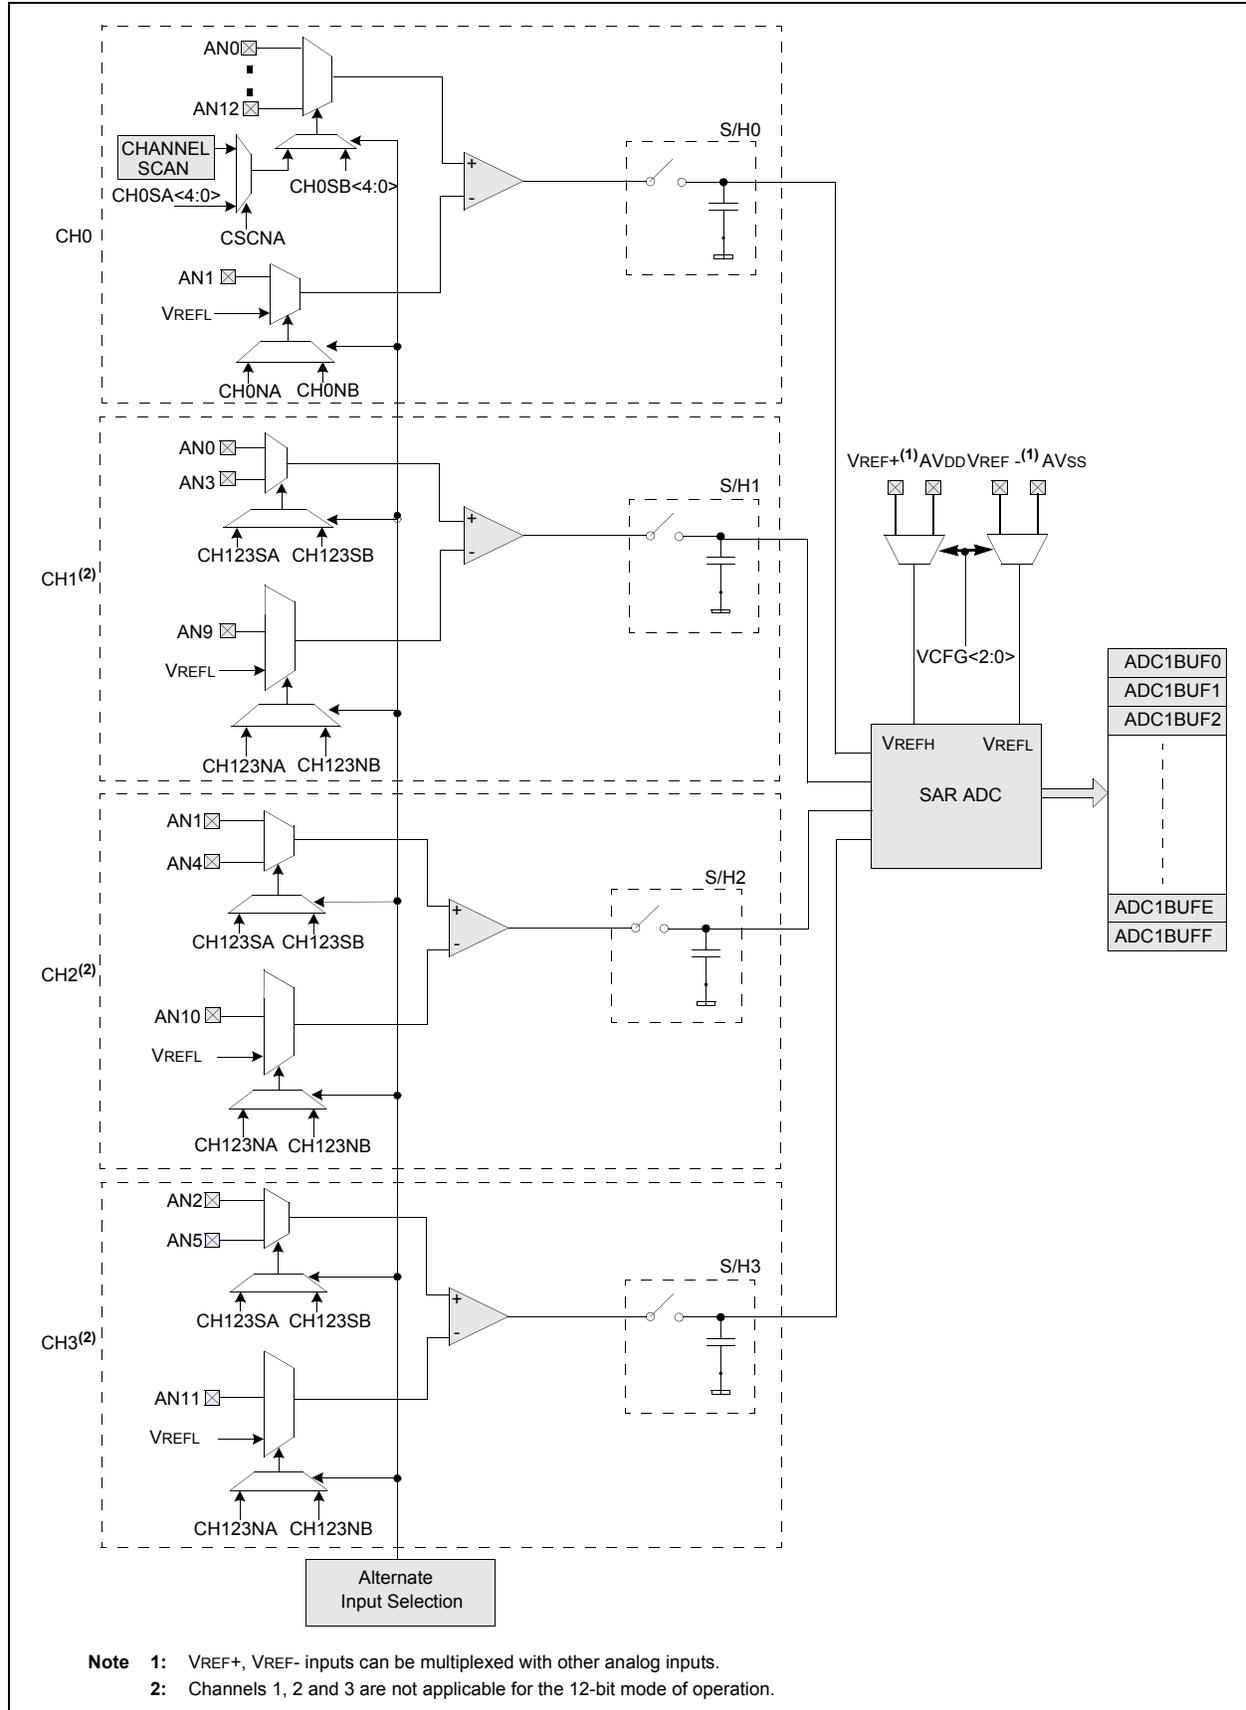 AN0
AN12
CHANNEL
SCAN
CH0SA<4:0>
CH0SB<4:0>
CSCNA
+
-
S/H0
CH0
AN1
VREFL
CH0NA CH0NB
AN0
AN3
CH123SA CH123SB
+
-
S/H1
CH1(2)
AN9
VREFL
CH123NA CH123NB
VREF+(1) AVDD VREF -(1) AVSS
VCFG<2:0>
VREFH VREFL
SAR ADC
ADC1BUF0
ADC1BUF1
ADC1BUF2
ADC1BUFE
ADC1BUFF
AN1
AN4
CH123SA CH123SB
+
-
S/H2
CH2(2)
AN10
VREFL
CH123NA CH123NB
AN2
AN5
CH123SA CH123SB
+
-
S/H3
CH3(2)
AN11
VREFL
CH123NA CH123NB
Alternate
Input Selection
Note 1: VREF+, VREF- inputs can be multiplexed with other analog inputs.
2: Channels 1, 2 and 3 are not applicable for the 12-bit mode of operation.